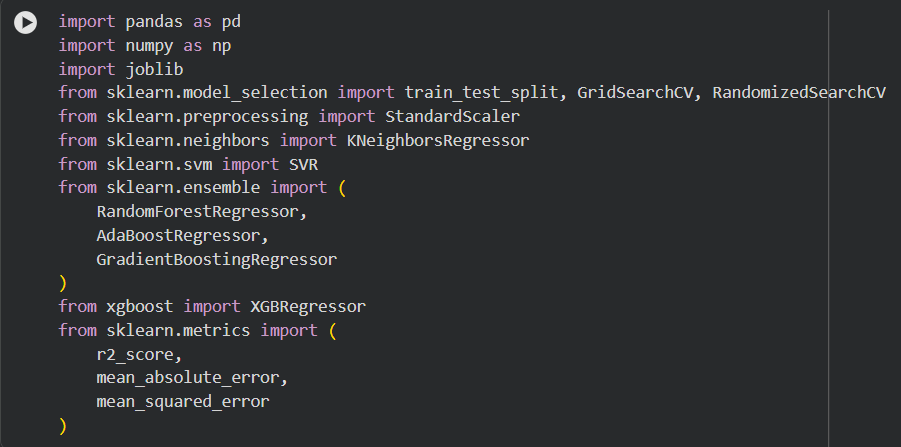 import pandas as pd
import numpy as np
import joblib
from sklearn.model_selection import train_test_split, GridSearchCV, RandomizedSearchCV
from sklearn.preprocessing import StandardScaler
from sklearn.neighbors import KNeighborsRegressor
from sklearn.svm import SVR
from sklearn.ensemble import (
    RandomForestRegressor,
    AdaBoostRegressor,
    GradientBoostingRegressor
)
from xgboost import XGBRegressor
from sklearn.metrics import (
    r2_score,
    mean_absolute_error,
    mean_squared_error
)